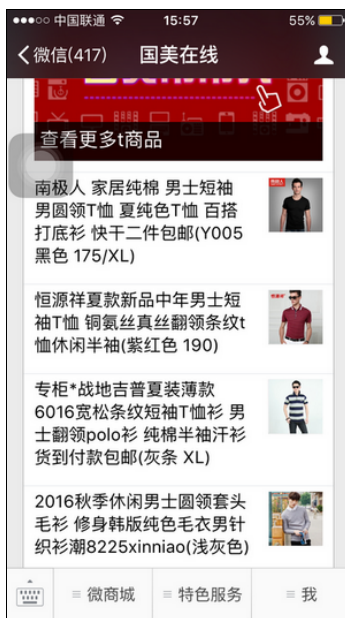 中国联通 15:57 55%
微信(417) 国美在线
查看更多t商品
南极人 家居纯棉 男士短袖
男圆领T恤 夏纯色T恤 百搭
打底衫 快干二件包邮(Y005
黑色 175/XL)
恒源祥夏款新品中年男士短
袖T恤 铜氨丝真丝翻领条纹t
恤休闲半袖(紫红色 190)
专柜*战地吉普夏装薄款
6016宽松条纹短袖T恤衫 男
士翻领polo衫 纯棉半袖汗衫
货到付款包邮(灰条 XL)
2016秋季休闲男士圆领套头
毛衫 修身韩版纯色毛衣男针
织衫潮8225xinniao(浅灰色)
微商城 特色服务 我